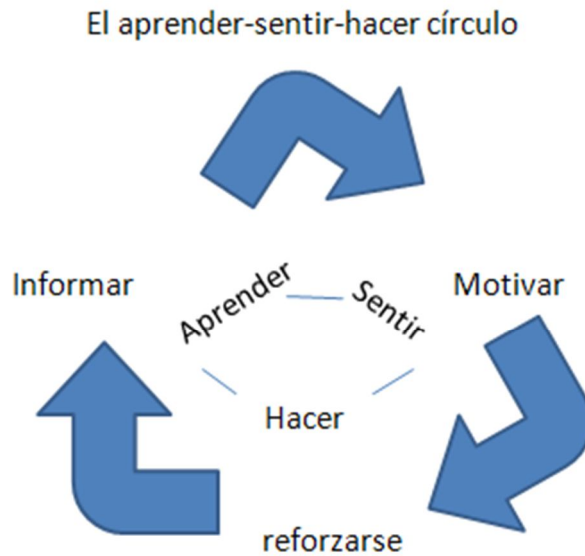 El aprender-sentir-hacer círculo
Informar
Aprender
Sentir
Motivar
Hacer
reforzarse